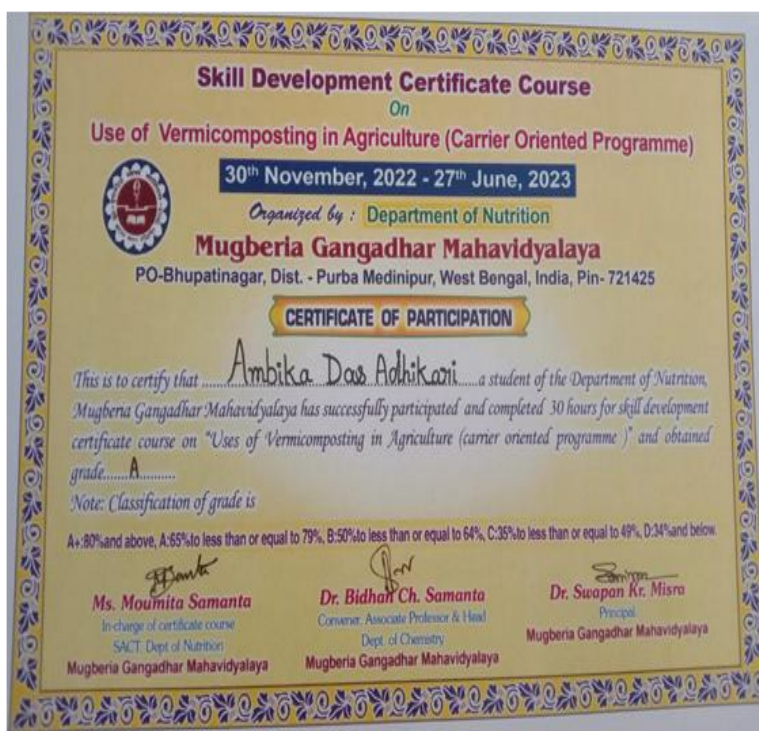 Skill Development Certificate Course
On
Use of Vermicomposting in Agriculture (Carrier Oriented Programme)
30th November, 2022 - 27th June, 2023
Organized by : Department of Nutrition
Mugberia Gangadhar Mahavidyalaya
PO-Bhupatinagar, Dist. - Purba Medinipur, West Bengal, India, Pin- 721425
CERTIFICATE OF PARTICIPATION
This is to certify that ......Ambika Das Adhikari.....a student of the Department of Nutrition,
Mugberia Gangadhar Mahavidyalaya has successfully participated and completed 30 hours for skill development
certificate course on "Uses of Vermicomposting in Agriculture (carrier oriented programme )" and obtained
grade.......A..........
Note: Classification of grade is
A+:80%and above, A:65%to less than or equal to 79%, B:50%to less than or equal to 64%, C:35%to less than or equal to 49%, D:34%and below.
Ms. Moumita Samanta
In-charge of certificate course
SACT, Dept of Nutrition
Mugberia Gangadhar Mahavidyalaya
Dr. Bidhan Ch. Samanta
Convener, Associate Professor & Head
Dept. of Chemistry
Mugberia Gangadhar Mahavidyalaya
Dr. Swapan Kr. Misra
Principal
Mugberia Gangadhar Mahavidyalaya